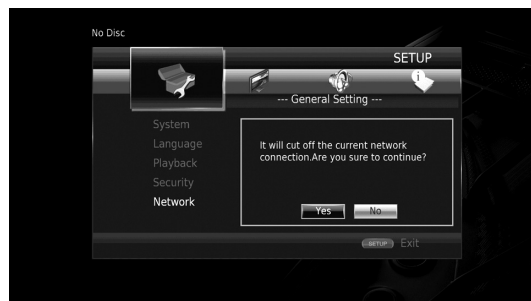 No Disc
SETUP
--- General Setting ---
System
Language
Playback
Security
Network
It will cut off the current network
connection.Are you sure to continue?
Yes No
SETUP Exit